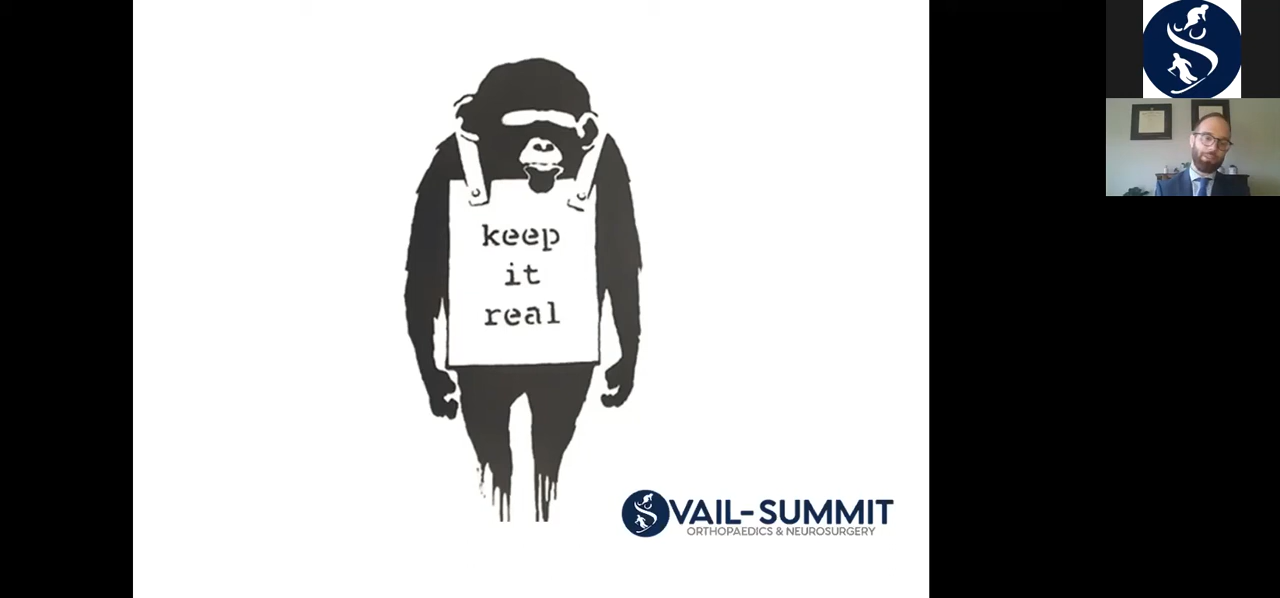 keep
it
real
VAIL-SUMMIT
ORTHOPAEDICS & NEUROSURGERY